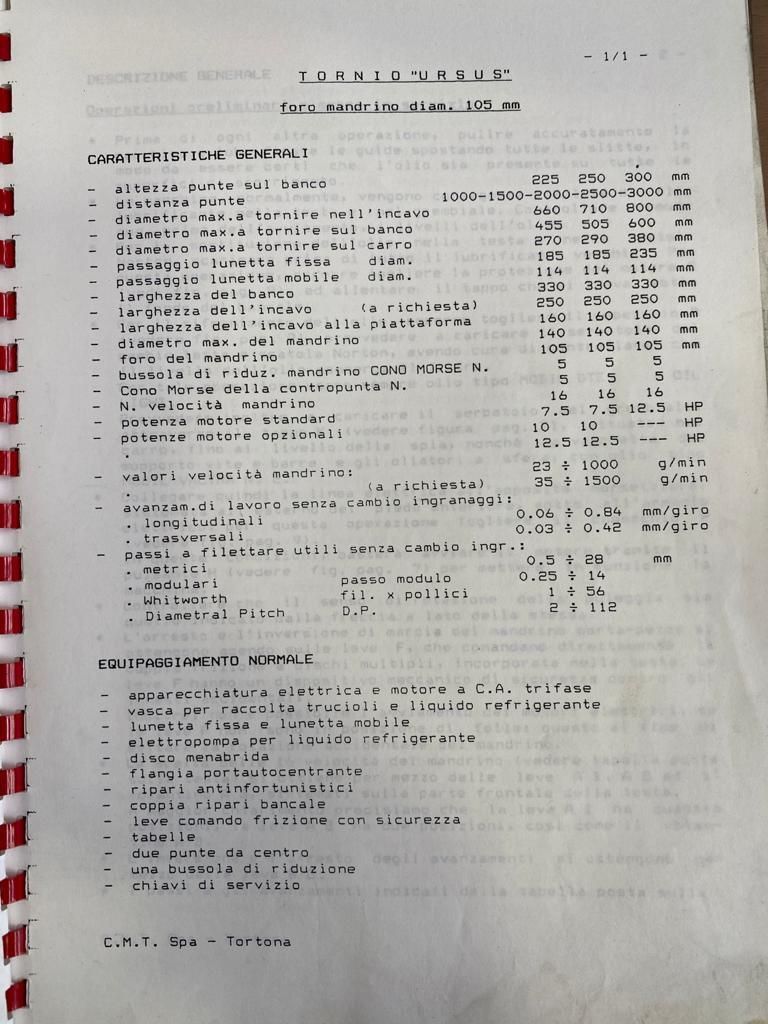 - 1/1 -
T O R N I O "U R S U S"
foro mandrino diam. 105 mm
CARATTERISTICHE GENERALI
- altezza punte sul banco 225 250 300 mm
- distanza punte 1000-1500-2000-2500-3000 mm
- diametro max.a tornire nell'incavo 660 710 800 mm
- diametro max.a tornire sul banco 455 505 600 mm
- diametro max.a tornire sul carro 270 290 380 mm
- passaggio lunetta fissa diam. 185 185 235 mm
- passaggio lunetta mobile diam. 114 114 114 mm
- larghezza del banco 330 330 330 mm
- larghezza dell'incavo (a richiesta) 250 250 250 mm
- larghezza dell'incavo alla piattaforma 160 160 160 mm
- diametro max. del mandrino 140 140 140 mm
- foro del mandrino 105 105 105 mm
- bussola di riduz. mandrino CONO MORSE N. 5 5 5
- Cono Morse della contropunta N. 5 5 5
- N. velocità mandrino 16 16 16
- potenza motore standard 7.5 7.5 12.5 HP
- potenze motore opzionali 10 10 --- HP
. 12.5 12.5 --- HP
- valori velocità mandrino: 23 ÷ 1000 g/min
. (a richiesta) 35 ÷ 1500 g/min
- avanzam.di lavoro senza cambio ingranaggi:
. longitudinali 0.06 ÷ 0.84 mm/giro
. trasversali 0.03 ÷ 0.42 mm/giro
- passi a filettare utili senza cambio ingr.:
. metrici 0.5 ÷ 28 mm
. modulari passo modulo 0.25 ÷ 14
. Whitworth fil. x pollici 1 ÷ 56
. Diametral Pitch D.P. 2 ÷ 112
EQUIPAGGIAMENTO NORMALE
- apparecchiatura elettrica e motore a C.A. trifase
- vasca per raccolta trucioli e liquido refrigerante
- lunetta fissa e lunetta mobile
- elettropompa per liquido refrigerante
- disco menabrida
- flangia portautocentrante
- ripari antinfortunistici
- coppia ripari bancale
- leve comando frizione con sicurezza
- tabelle
- due punte da centro
- una bussola di riduzione
- chiavi di servizio
C.M.T. Spa - Tortona